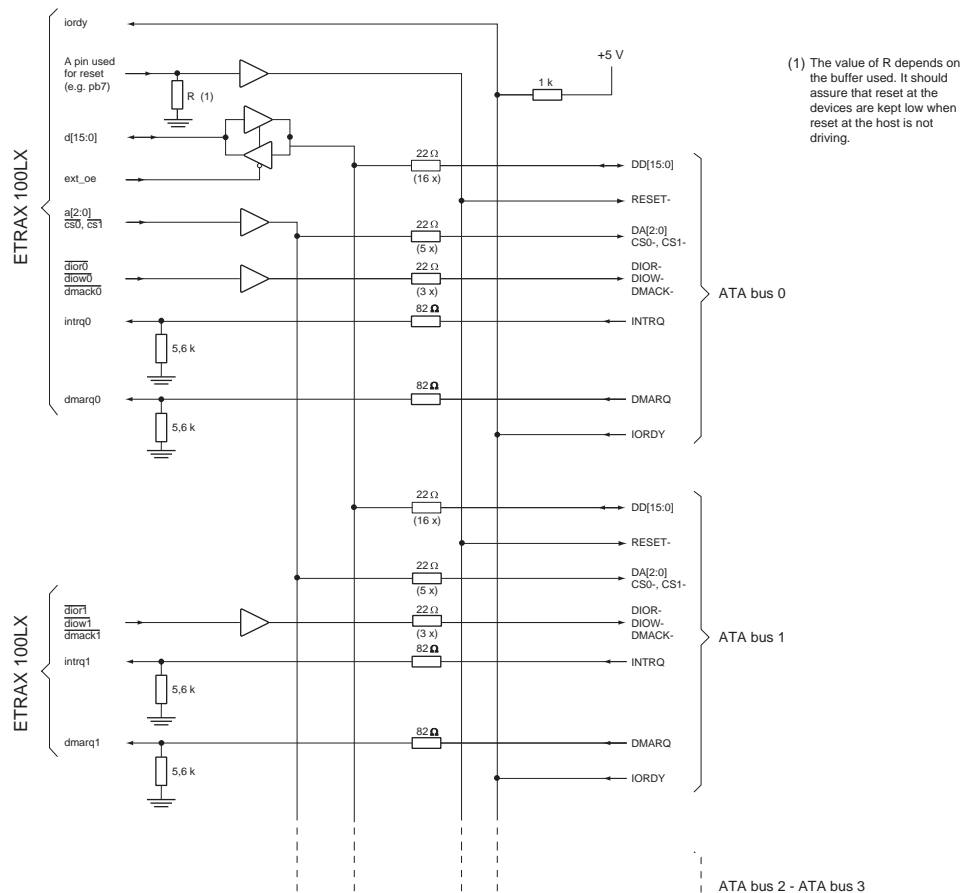 iordy
+5 V
A pin used
for reset
(e.g. pb7)
R (1)
1 k
(1) The value of R depends on
the buffer used. It should
assure that reset at the
devices are kept low when
reset at the host is not
driving.
d[15:0]
22 Ω
(16 x)
DD[15:0]
ext_oe
RESET-
ETRAX 100LX
a[2:0]
cs0, cs1
22 Ω
(5 x)
DA[2:0]
CS0-, CS1-
dior0
diow0
dmack0
22 Ω
(3 x)
DIOR-
DIOW-
DMACK-
ATA bus 0
intrq0
82 Ω
INTRQ
5,6 k
dmarq0
82 Ω
DMARQ
5,6 k
IORDY
22 Ω
(16 x)
DD[15:0]
RESET-
22 Ω
(5 x)
DA[2:0]
CS0-, CS1-
ETRAX 100LX
dior1
diow1
dmack1
22 Ω
(3 x)
DIOR-
DIOW-
DMACK-
ATA bus 1
intrq1
82 Ω
INTRQ
5,6 k
dmarq1
82 Ω
DMARQ
5,6 k
IORDY
ATA bus 2 - ATA bus 3